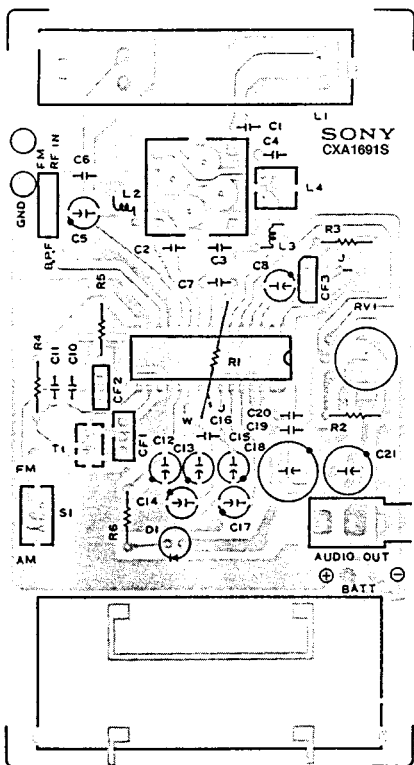 L1
C1
SONY
CXA1691S
C4
C6
FM
RF IN
GND
L2
L4
C5
B.P.F
C2
C3
L3
R3
J
C7
C8
CF3
RV1
R5
R4
C11
C10
CF2
R1
J
W
C16
C20
C19
R2
T1
CF1
C12
C13
C15
C18
C21
FM
S1
AM
C14
C17
R6
D1
AUDIO OUT
⊕ ⊖
BATT